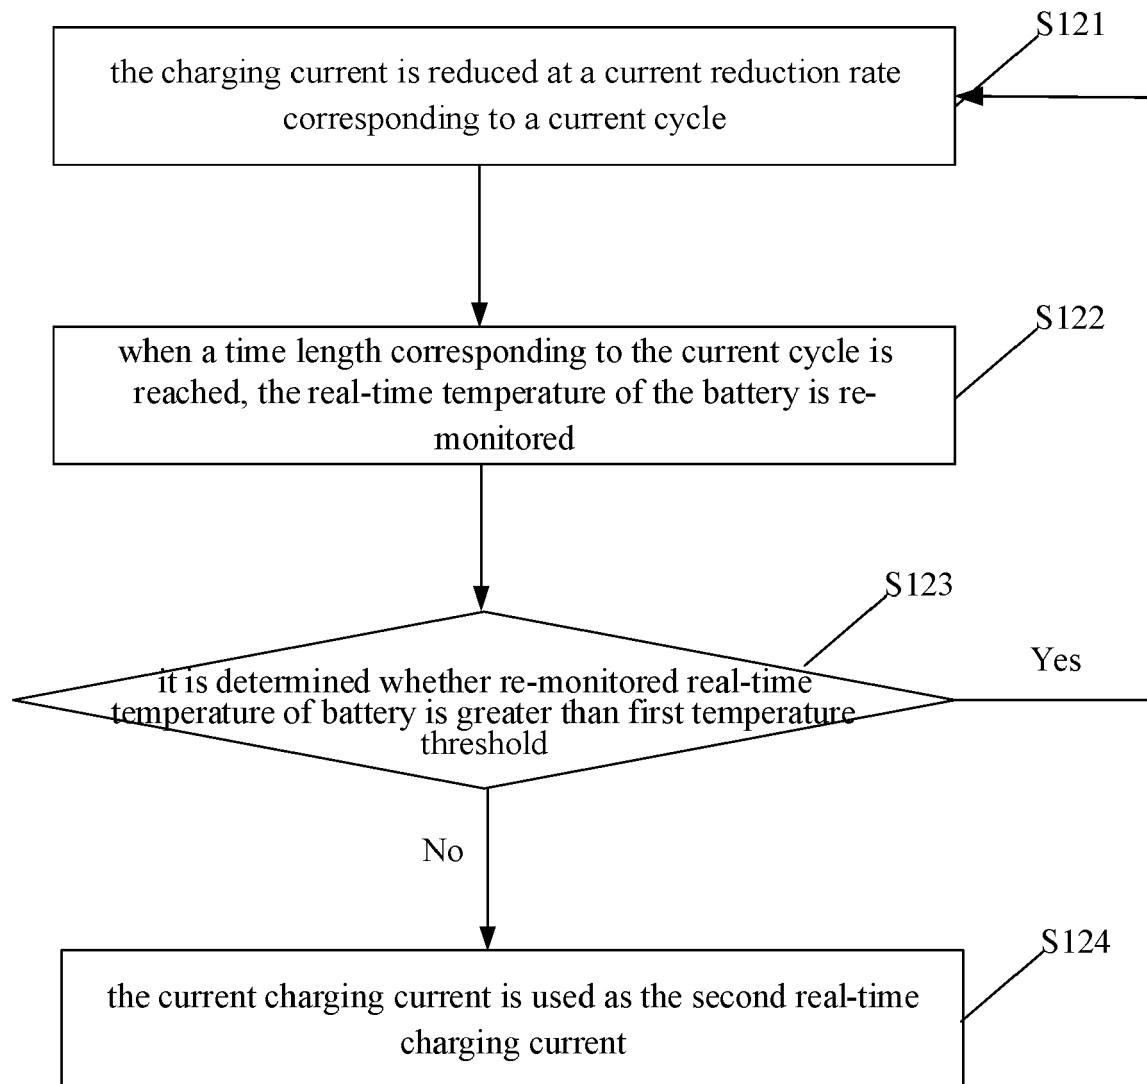 S121
the charging current is reduced at a current reduction rate
corresponding to a current cycle
S122
when a time length corresponding to the current cycle is
reached, the real-time temperature of the battery is re-
monitored
S123
it is determined whether re-monitored real-time
temperature of battery is greater than first temperature
threshold
Yes
No
S124
the current charging current is used as the second real-time
charging current